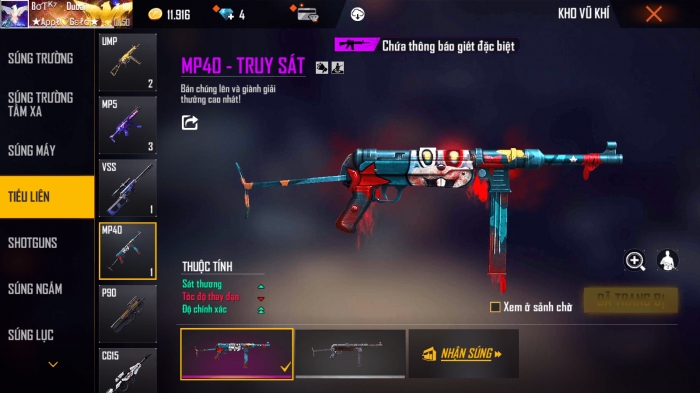 BOT
11.916
4
KHO VŨ KHÍ
SÚNG TRƯỜNG
SÚNG TRƯỜNG
TẦM XA
SÚNG MÁY
TIỂU LIÊN
SHOTGUNS
SÚNG NGẮM
SÚNG LỤC
UMP
2
MP5
3
VSS
1
MP40
1
P90
CG15
Chứa thông báo giết đặc biệt
MP40 - TRUY SÁT
Bắn chúng lên và giành giải
thưởng cao nhất!
THUỘC TÍNH
Sát thương
Tốc độ thay đạn
Độ chính xác
Xem ở sảnh chờ
ĐÃ TRANG BỊ
NHẬN SÚNG